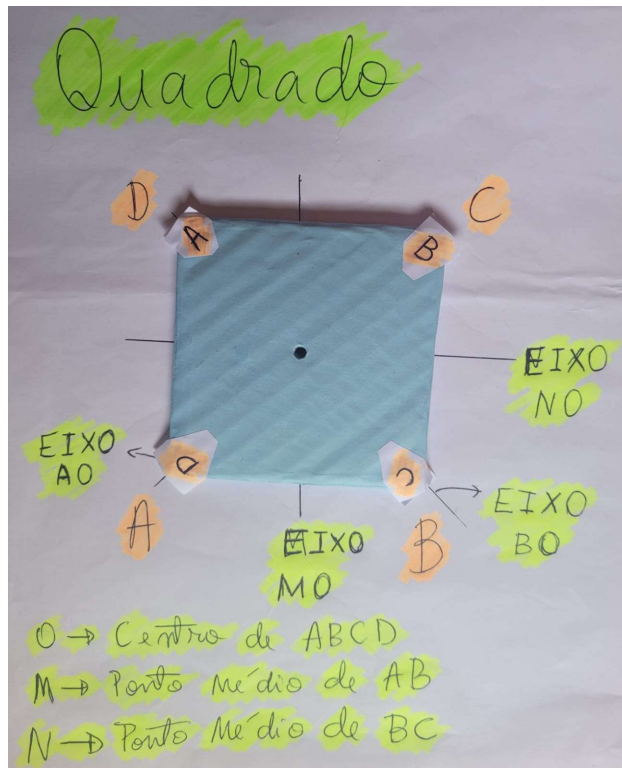 Quadrado
D
C
A
B
EIXO
NO
EIXO
AO
D
C
EIXO
BO
A
B
EIXO
MO
O → Centro de ABCD
M → Ponto Médio de AB
N → Ponto Médio de BC